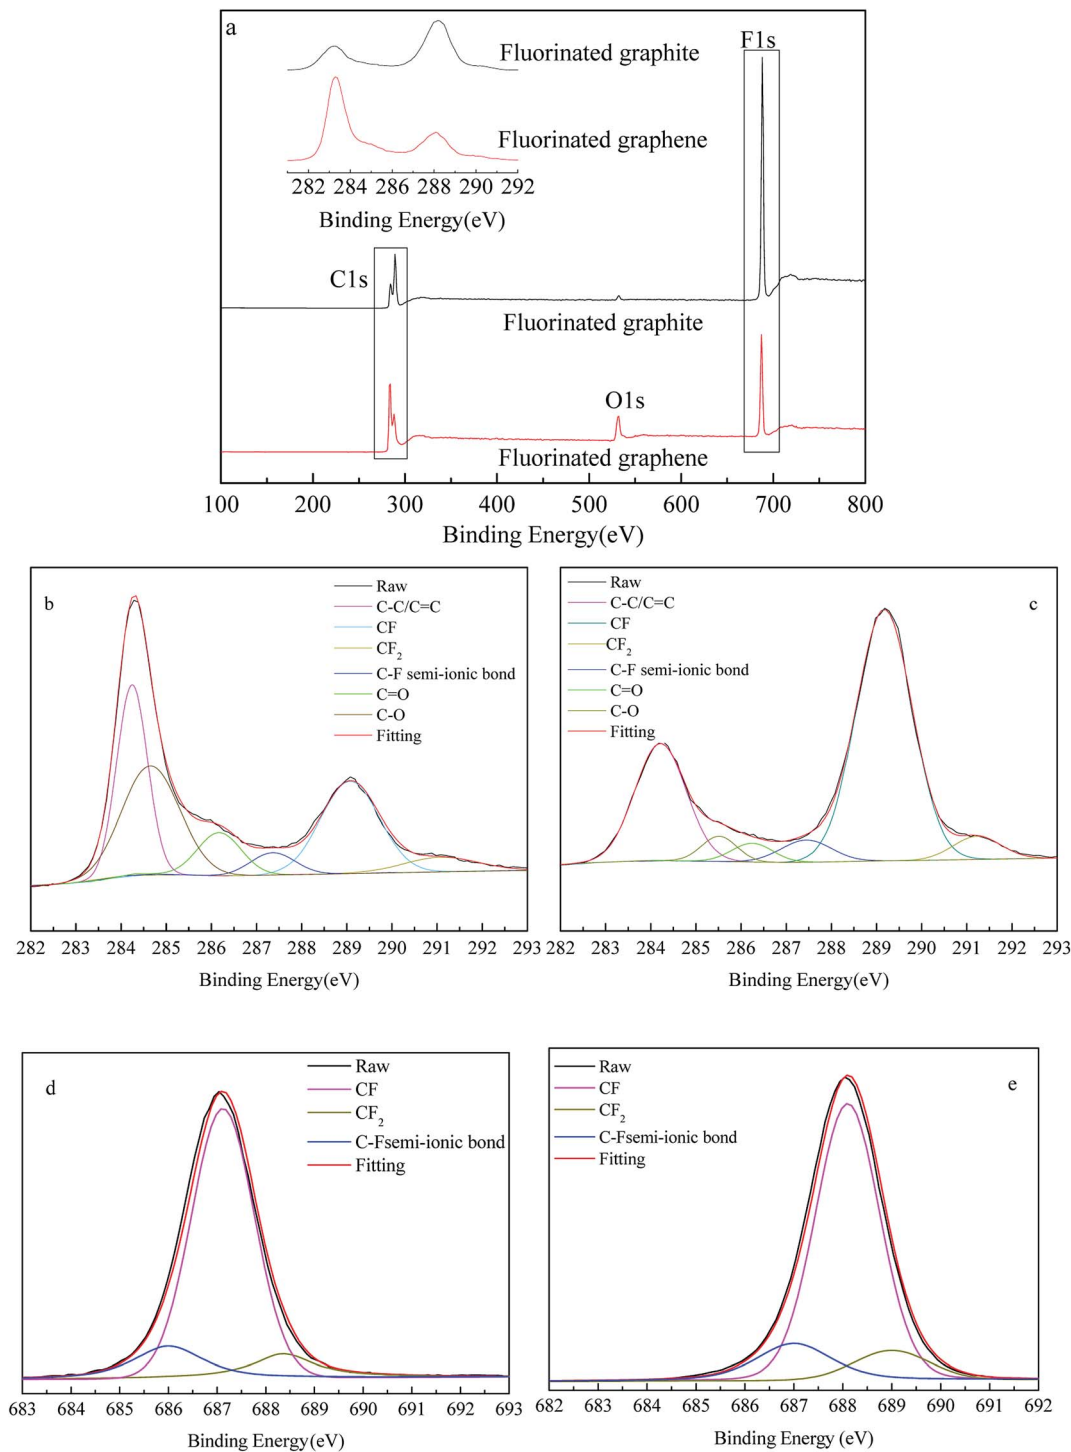 a
F1s
Fluorinated graphite
Fluorinated graphene
282 284 286 288 290 292
Binding Energy(eV)
C1s
Fluorinated graphite
O1s
Fluorinated graphene
100 200 300 400 500 600 700 800
Binding Energy(eV)
b
Raw
C-C/C=C
CF
CF₂
C-F semi-ionic bond
C=O
C-O
Fitting
282 283 284 285 286 287 288 289 290 291 292 293
Binding Energy(eV)
c
Raw
C-C/C=C
CF
CF₂
C-F semi-ionic bond
C=O
C-O
Fitting
282 283 284 285 286 287 288 289 290 291 292 293
Binding Energy(eV)
d
Raw
CF
CF₂
C-Fsemi-ionic bond
Fitting
683 684 685 686 687 688 689 690 691 692 693
Binding Energy(eV)
e
Raw
CF
CF₂
C-Fsemi-ionic bond
Fitting
682 683 684 685 686 687 688 689 690 691 692
Binding Energy (eV)